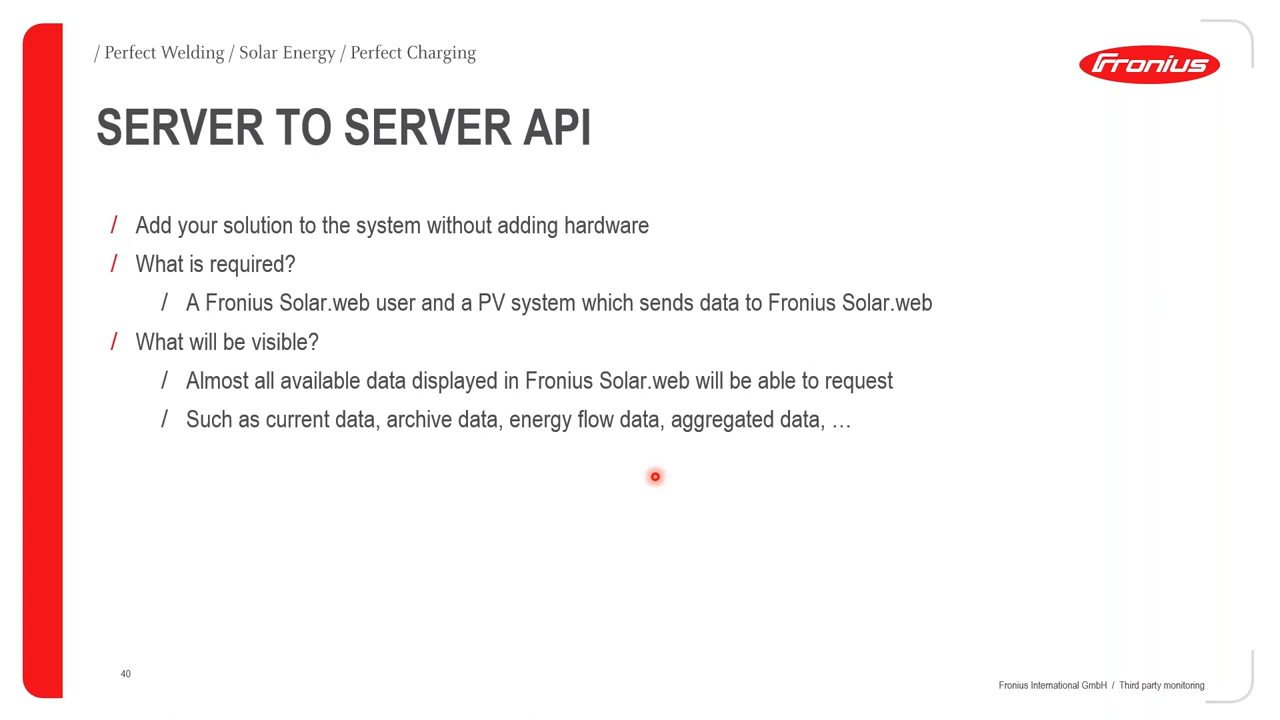 / Perfect Welding / Solar Energy / Perfect Charging
Fronius
SERVER TO SERVER API
/ Add your solution to the system without adding hardware
/ What is required?
/ A Fronius Solar.web user and a PV system which sends data to Fronius Solar.web
/ What will be visible?
/ Almost all available data displayed in Fronius Solar.web will be able to request
/ Such as current data, archive data, energy flow data, aggregated data, …
40
Fronius International GmbH / Third party monitoring